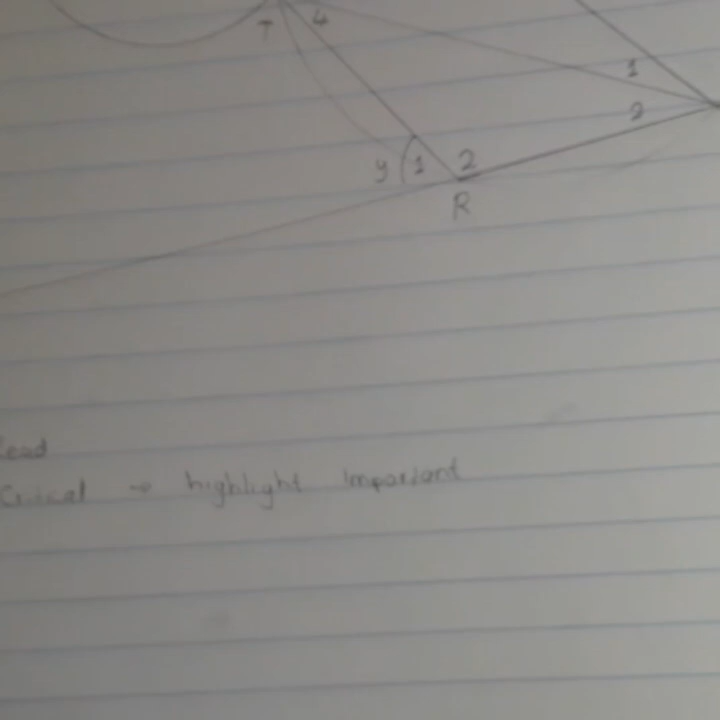 T 4
1
2
y 1 2
R
Read
Critical → highlight Important